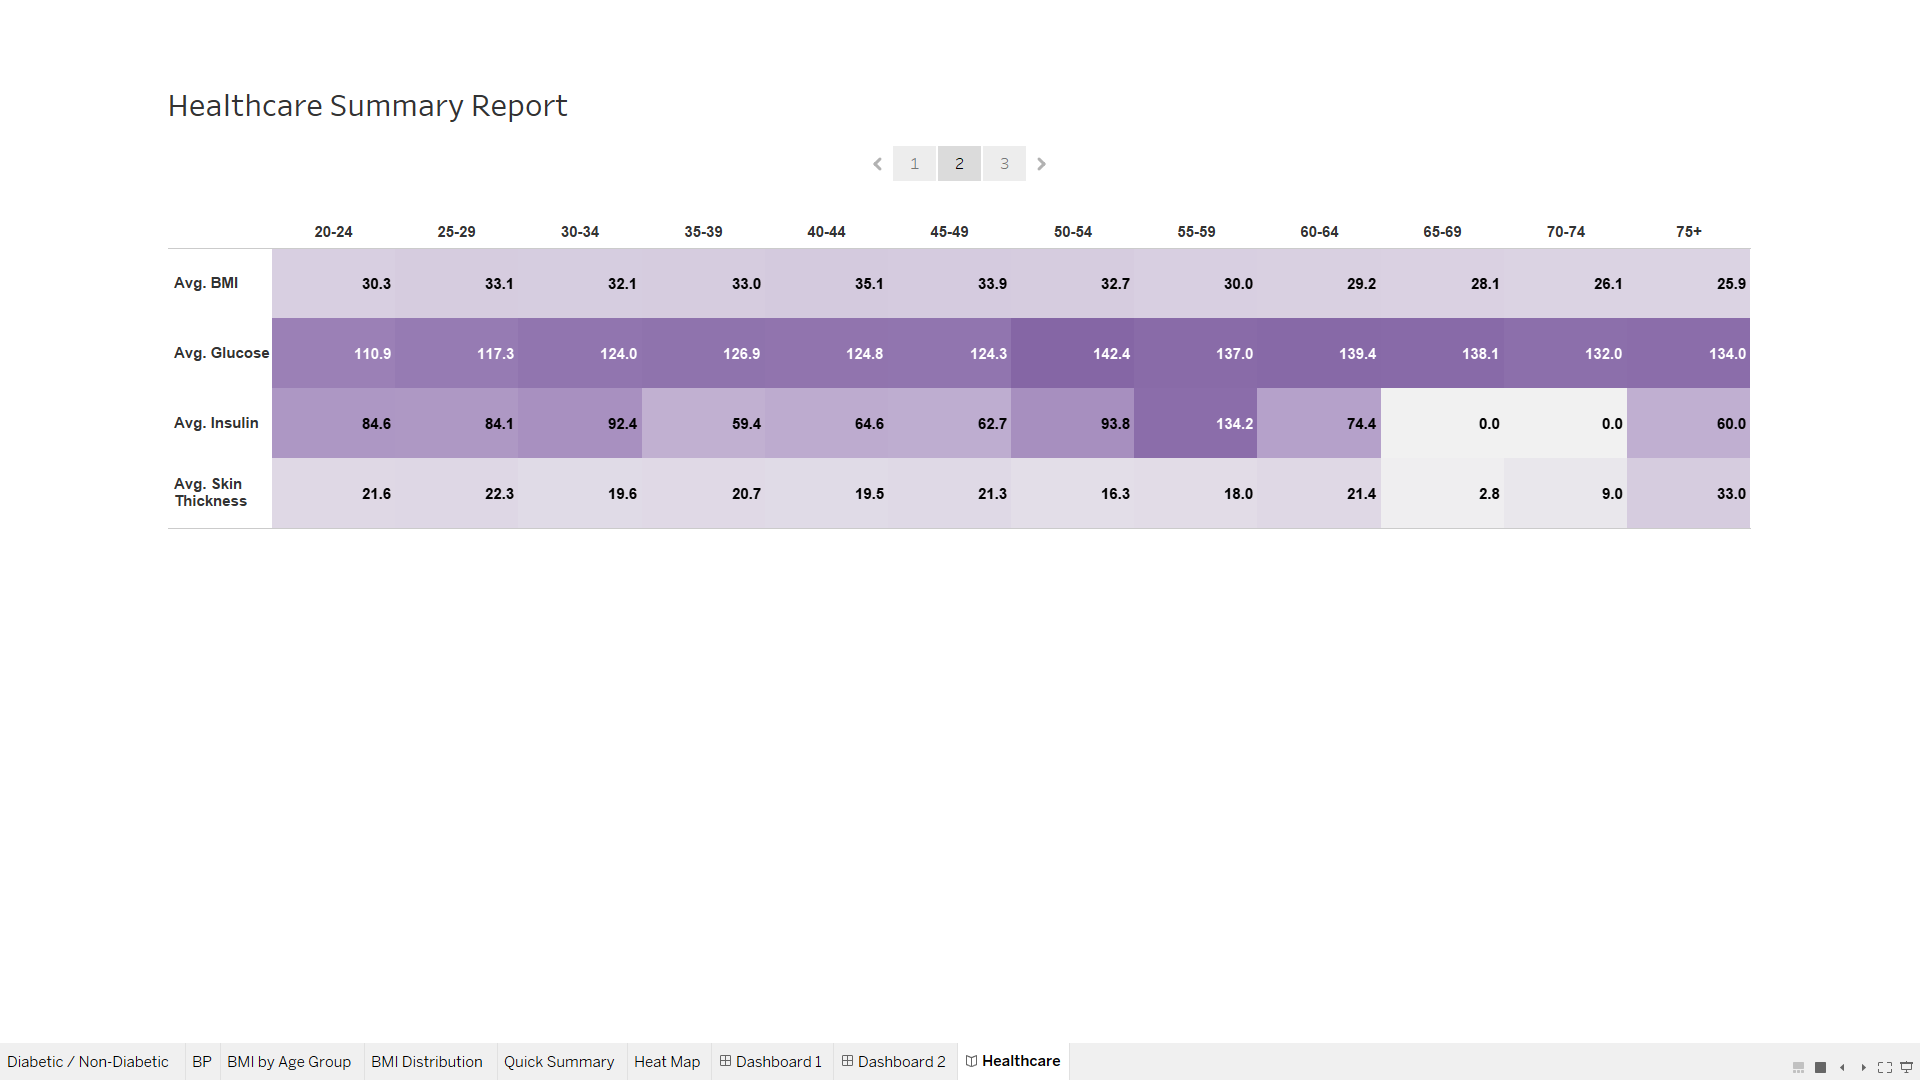 Healthcare Summary Report
1 2 3
20-24 25-29 30-34 35-39 40-44 45-49 50-54 55-59 60-64 65-69 70-74 75+
Avg. BMI 30.3 33.1 32.1 33.0 35.1 33.9 32.7 30.0 29.2 28.1 26.1 25.9
Avg. Glucose 110.9 117.3 124.0 126.9 124.8 124.3 142.4 137.0 139.4 138.1 132.0 134.0
Avg. Insulin 84.6 84.1 92.4 59.4 64.6 62.7 93.8 134.2 74.4 0.0 0.0 60.0
Avg. Skin
Thickness 21.6 22.3 19.6 20.7 19.5 21.3 16.3 18.0 21.4 2.8 9.0 33.0
Diabetic / Non-Diabetic BP BMI by Age Group BMI Distribution Quick Summary Heat Map Dashboard 1 Dashboard 2 Healthcare